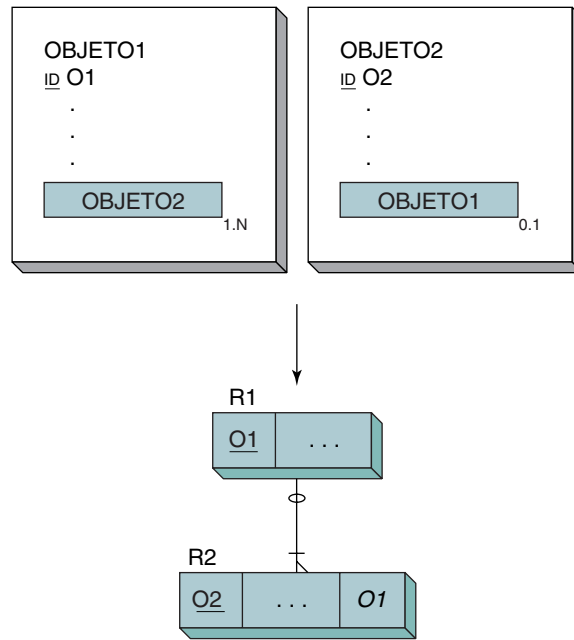 OBJETO1
ID O1
.
.
.
OBJETO2
1.N
OBJETO2
ID O2
.
.
.
OBJETO1
0.1
R1
O1 . . .
R2
O2 . . . O1